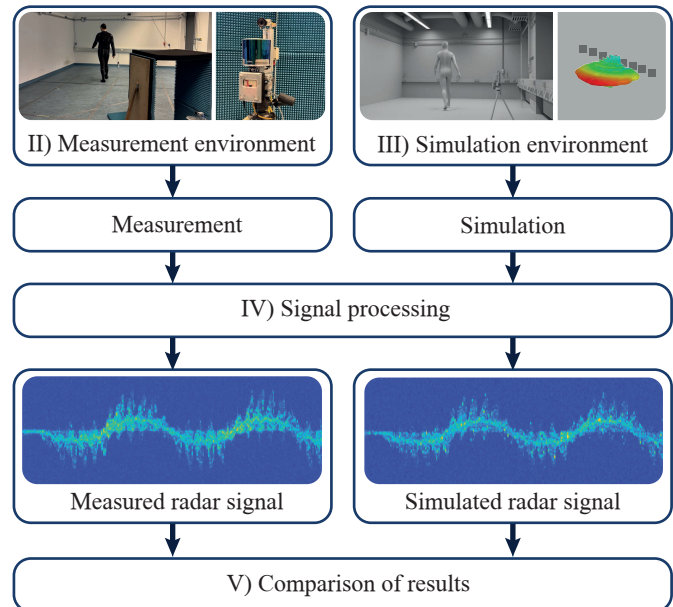 II) Measurement environment
III) Simulation environment
Measurement
Simulation
IV) Signal processing
Measured radar signal
Simulated radar signal
V) Comparison of results